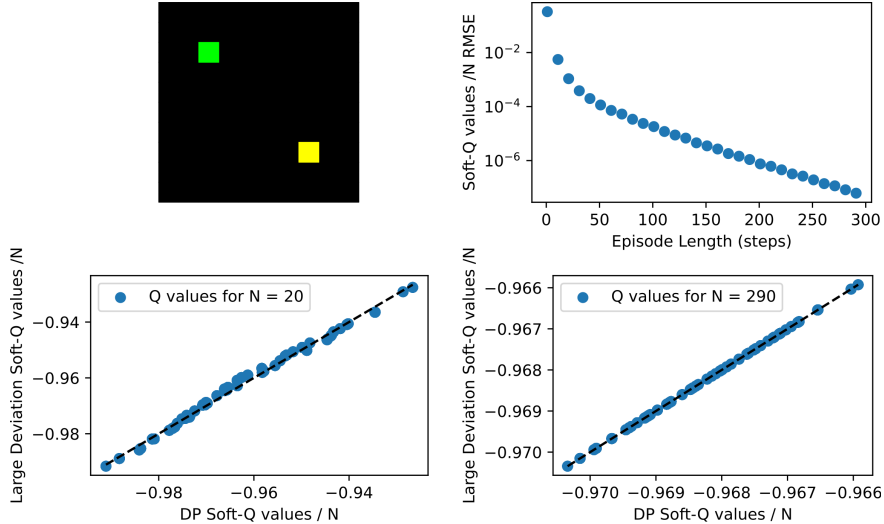 Soft-Q values /N RMSE
10⁻²
10⁻⁴
10⁻⁶
0 50 100 150 200 250 300
Episode Length (steps)
Large Deviation Soft-Q values /N
Q values for N = 20
−0.94
−0.96
−0.98
−0.98 −0.96 −0.94
DP Soft-Q values / N
Large Deviation Soft-Q values /N
Q values for N = 290
−0.966
−0.967
−0.968
−0.969
−0.970
−0.970 −0.969 −0.968 −0.967 −0.966
DP Soft-Q values / N